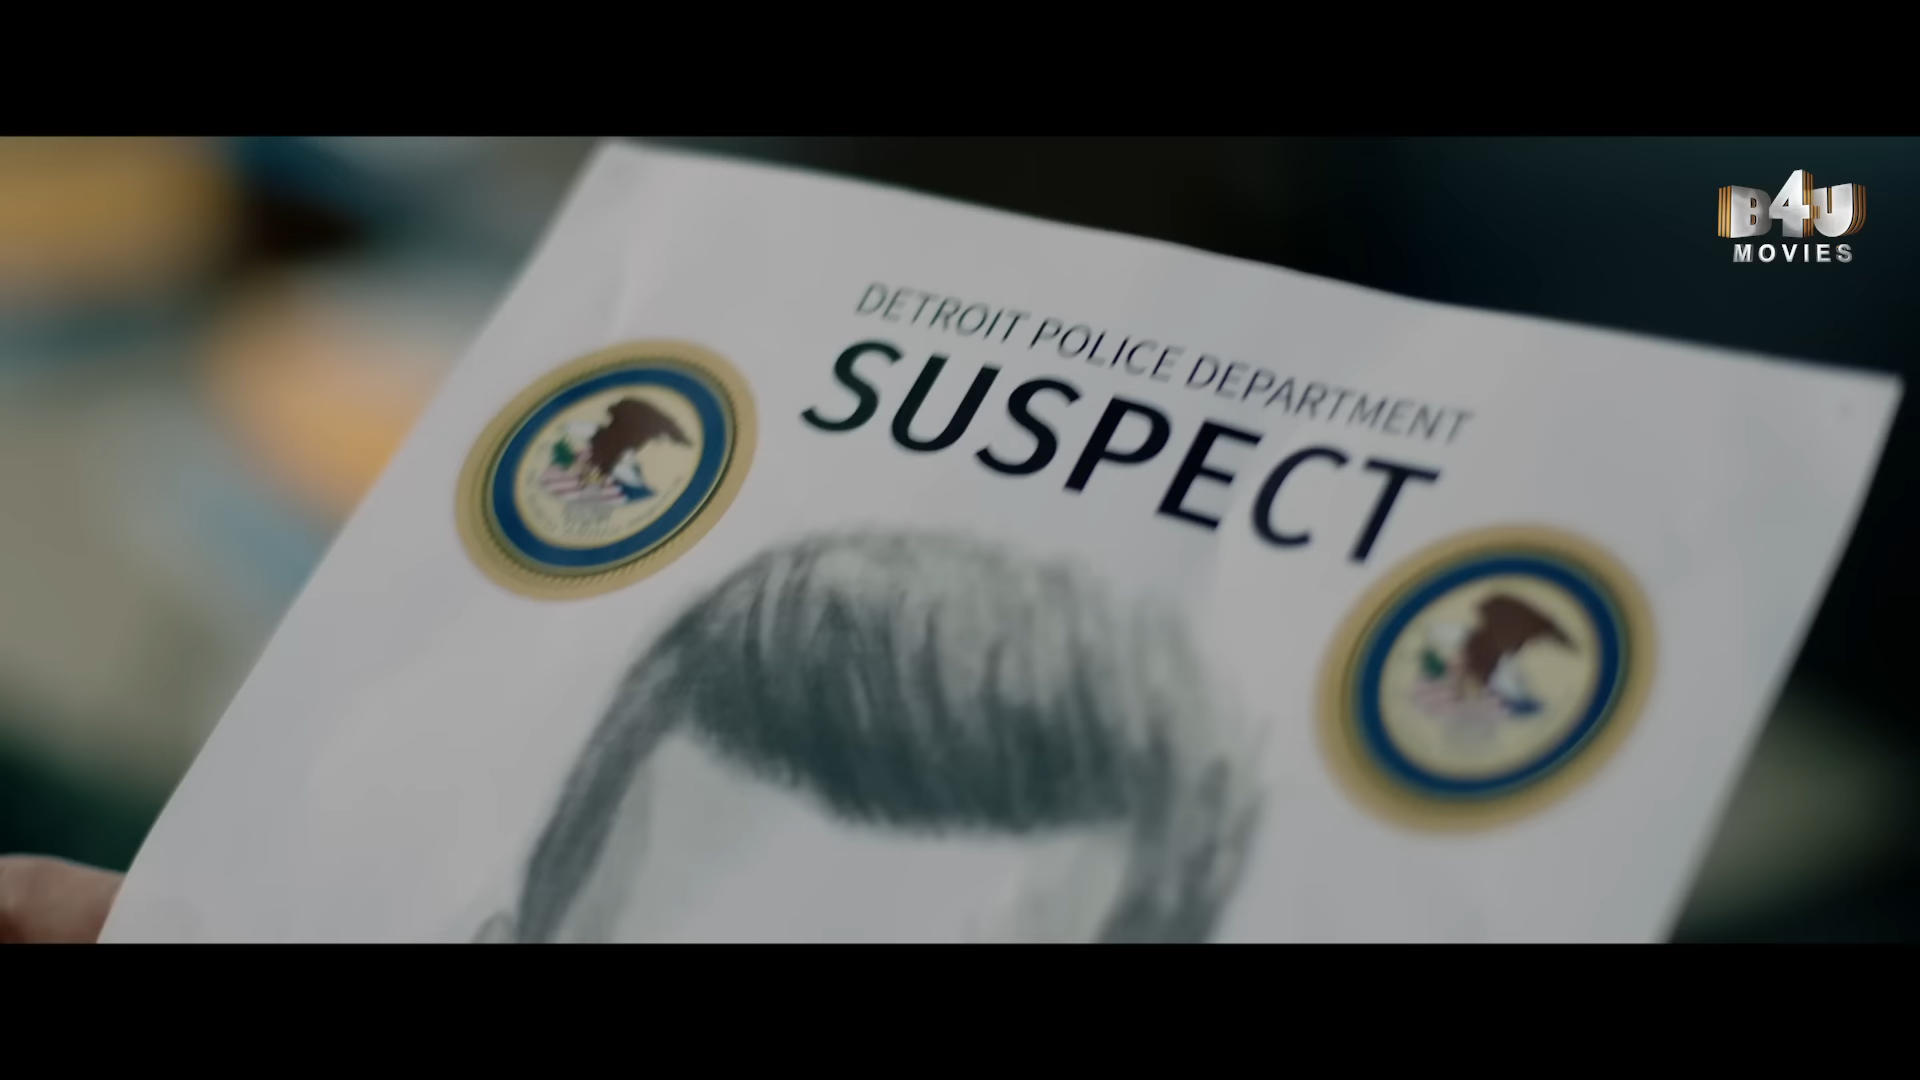 DETROIT POLICE DEPARTMENT
SUSPECT
B4U
MOVIES